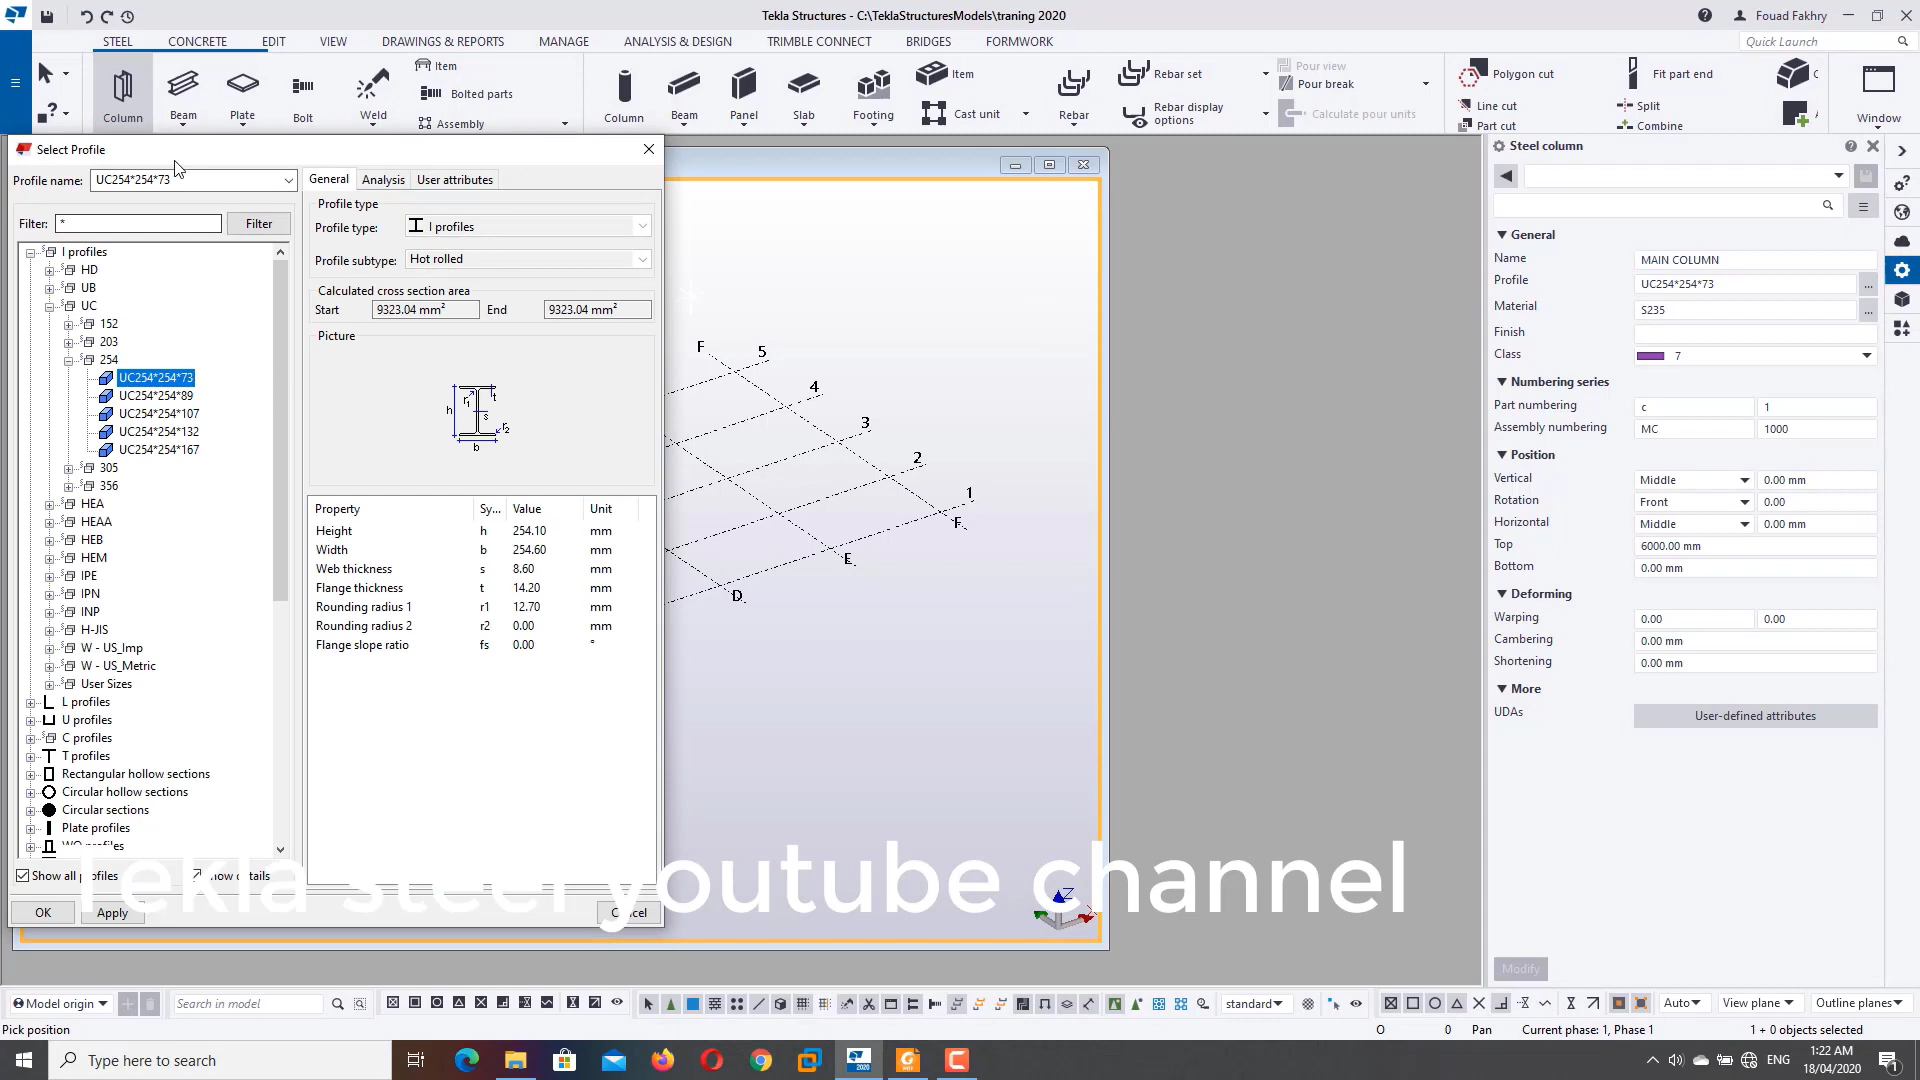 Tekla Structures - C:\TeklaStructuresModels\traning 2020
Fouad Fakhry
STEEL CONCRETE EDIT VIEW DRAWINGS & REPORTS MANAGE ANALYSIS & DESIGN TRIMBLE CONNECT BRIDGES FORMWORK
Quick Launch
Column Beam Plate Bolt Weld
Item
Bolted parts
Assembly
Column Beam Panel Slab Footing
Item
Cast unit
Rebar
Rebar set
Rebar display options
Pour view
Pour break
Calculate pour units
Polygon cut
Line cut
Part cut
Fit part end
Split
Combine
Window
Select Profile
Profile name: UC254*254*73
Filter: * Filter
I profiles
HD
UB
UC
152
203
254
UC254*254*73
UC254*254*89
UC254*254*107
UC254*254*132
UC254*254*167
305
356
HEA
HEAA
HEB
HEM
IPE
IPN
INP
H-JIS
W - US_Imp
W - US_Metric
User Sizes
L profiles
U profiles
C profiles
T profiles
Rectangular hollow sections
Circular hollow sections
Circular sections
Plate profiles
Show all profiles
OK Apply Cancel
General Analysis User attributes
Profile type
Profile type: I profiles
Profile subtype: Hot rolled
Calculated cross section area
Start 9323.04 mm² End 9323.04 mm²
Picture
h r1 t s r2 b
Property Sy... Value Unit
Height h 254.10 mm
Width b 254.60 mm
Web thickness s 8.60 mm
Flange thickness t 14.20 mm
Rounding radius 1 r1 12.70 mm
Rounding radius 2 r2 0.00 mm
Flange slope ratio fs 0.00 °
F 5
4
3
2
1
F
E
D
Z
Tekla steel youtube channel
Steel column
General
Name MAIN COLUMN
Profile UC254*254*73 ...
Material S235 ...
Finish
Class 7
Numbering series
Part numbering c 1
Assembly numbering MC 1000
Position
Vertical Middle 0.00 mm
Rotation Front 0.00
Horizontal Middle 0.00 mm
Top 6000.00 mm
Bottom 0.00 mm
Deforming
Warping 0.00 0.00
Cambering 0.00 mm
Shortening 0.00 mm
More
UDAs User-defined attributes
Modify
Model origin Search in model standard Auto View plane Outline planes
Pick position O 0 Pan Current phase: 1, Phase 1 1 + 0 objects selected
Type here to search
ENG
1:22 AM
18/04/2020